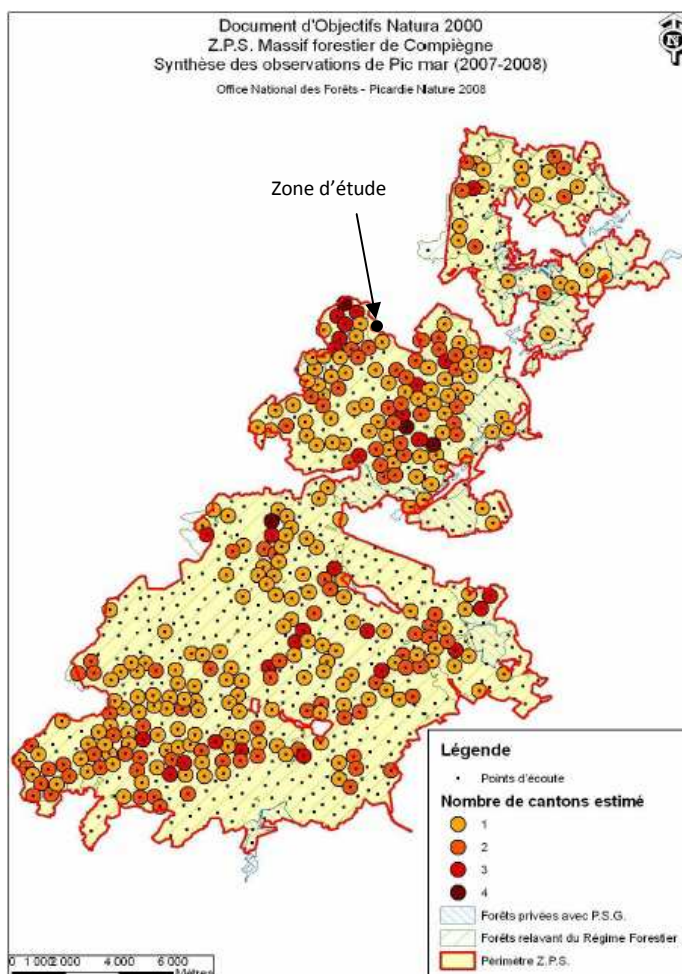 Document d'Objectifs Natura 2000
Z.P.S. Massif forestier de Compiègne
Synthèse des observations de Pic mar (2007-2008)
Office National des Forêts - Picardie Nature 2008
N
Zone d'étude
Légende
Points d'écoute
Nombre de cantons estimé
1
2
3
4
Forêts privées avec P.S.G.
Forêts relavant du Régime Forestier
Périmètre Z.P.S.
0 1 000 2 000 4 000 6 000
Mètres